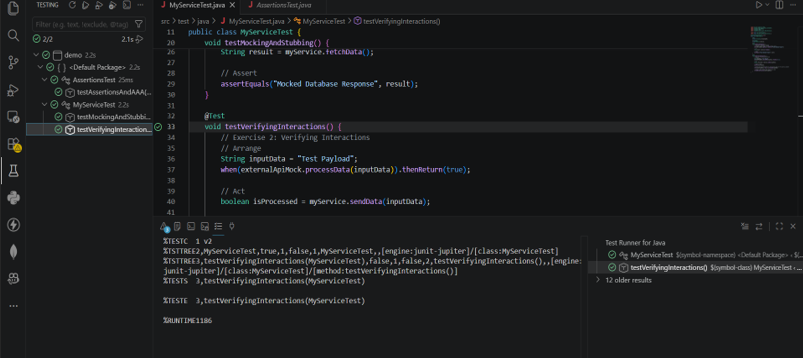 TESTING
Filter (e.g. text, !exclude, @tag)
2/2
2.1s
demo 2.2s
{ } <Default Package> 2.2s
AssertionsTest 25ms
testAssertionsAndAAA(...
MyServiceTest 2.2s
testMockingAndStubbi...
testVerifyingInteraction...
MyServiceTest.java
AssertionsTest.java
src > test > java > MyServiceTest.java > MyServiceTest > testVerifyingInteractions()
11 public class MyServiceTest {
20 void testMockingAndStubbing() {
26 String result = myService.fetchData();
27
28 // Assert
29 assertEquals("Mocked Database Response", result);
30 }
31
32 @Test
33 void testVerifyingInteractions() {
34 // Exercise 2: Verifying Interactions
35 // Arrange
36 String inputData = "Test Payload";
37 when(externalApiMock.processData(inputData)).thenReturn(true);
38
39 // Act
40 boolean isProcessed = myService.sendData(inputData);
41
%TESTC 1 v2
%TSTTREE2,MyServiceTest,true,1,false,1,MyServiceTest,,[engine:junit-jupiter]/[class:MyServiceTest]
%TSTTREE3,testVerifyingInteractions(MyServiceTest),false,1,false,2,testVerifyingInteractions(),,[engine:
junit-jupiter]/[class:MyServiceTest]/[method:testVerifyingInteractions()]
%TESTS 3,testVerifyingInteractions(MyServiceTest)
%TESTE 3,testVerifyingInteractions(MyServiceTest)
%RUNTIME1186
Test Runner for Java
MyServiceTest $(symbol-namespace) <Default Package> < $(...
testVerifyingInteractions() $(symbol-class) MyServiceTest < ...
12 older results